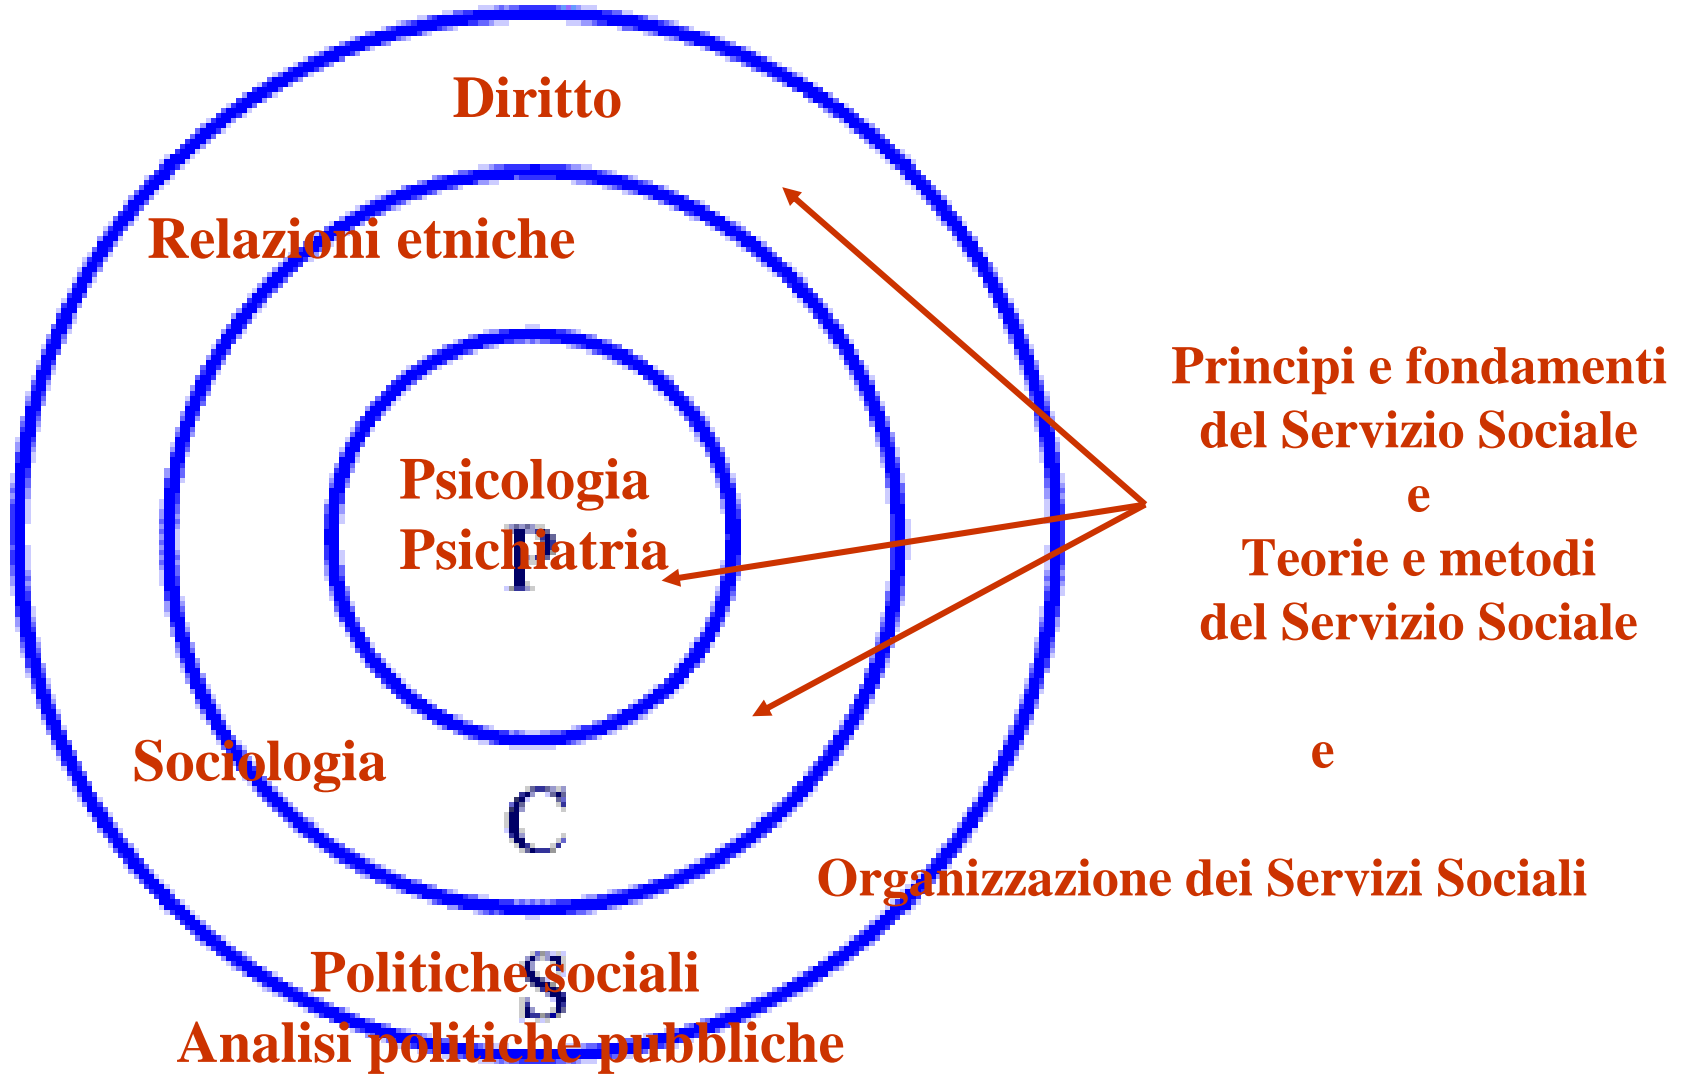 Diritto
Relazioni etniche
Psicologia
Psichiatria
P
Sociologia
C
Politiche sociali
S
Analisi politiche pubbliche
Principi e fondamenti
del Servizio Sociale
e
Teorie e metodi
del Servizio Sociale
e
Organizzazione dei Servizi Sociali